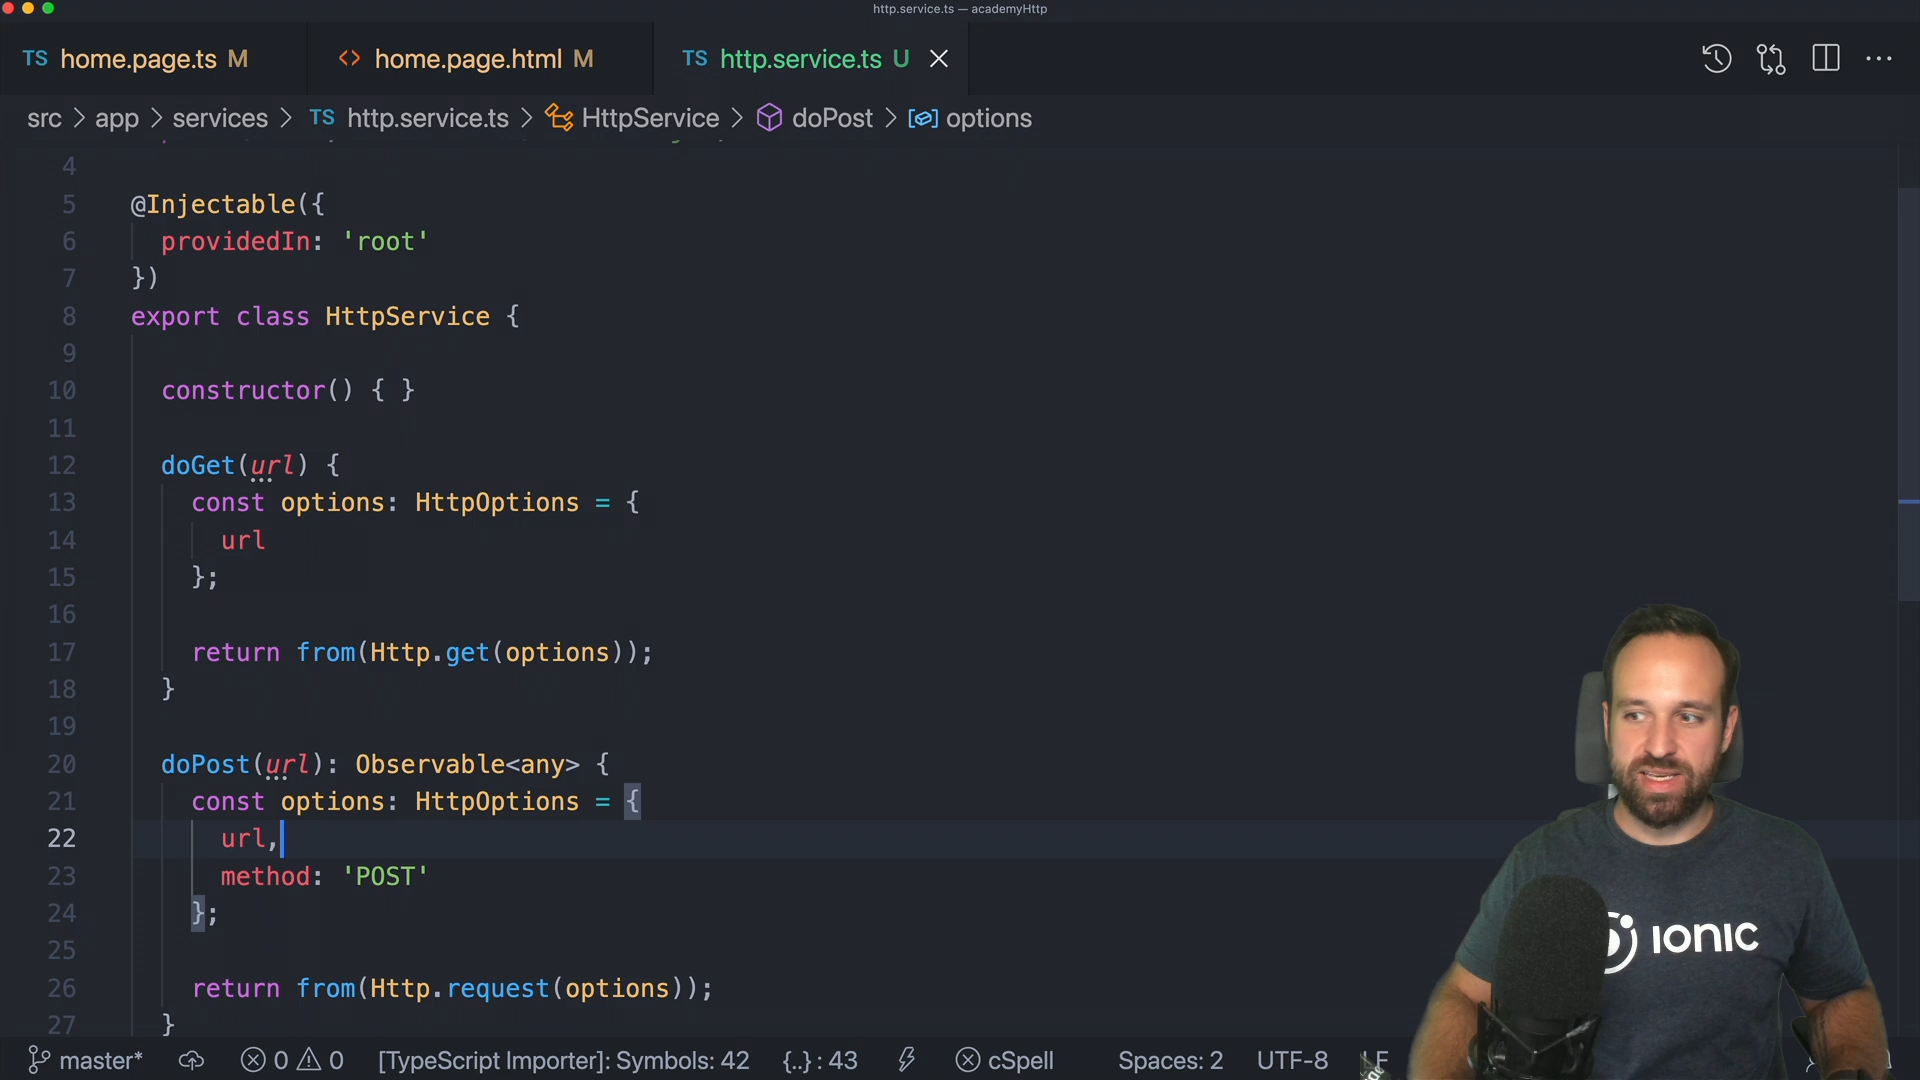 http.service.ts — academyHttp
TS home.page.ts M
<> home.page.html M
TS http.service.ts U
src > app > services > TS http.service.ts > HttpService > doPost > options
4
5 @Injectable({
6 providedIn: 'root'
7 })
8 export class HttpService {
9
10 constructor() { }
11
12 doGet(url) {
13 const options: HttpOptions = {
14 url
15 };
16
17 return from(Http.get(options));
18 }
19
20 doPost(url): Observable<any> {
21 const options: HttpOptions = {
22 url,
23 method: 'POST'
24 };
25
26 return from(Http.request(options));
27 }
IONIC
master* 0 0 [TypeScript Importer]: Symbols: 42 {..} : 43 cSpell Spaces: 2 UTF-8 LF